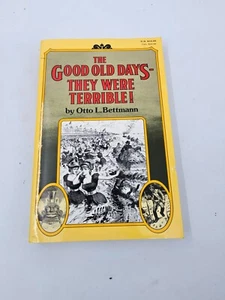 THE
GOOD OLD DAYS-
THEY WERE
TERRIBLE!
by Otto L. Bettmann